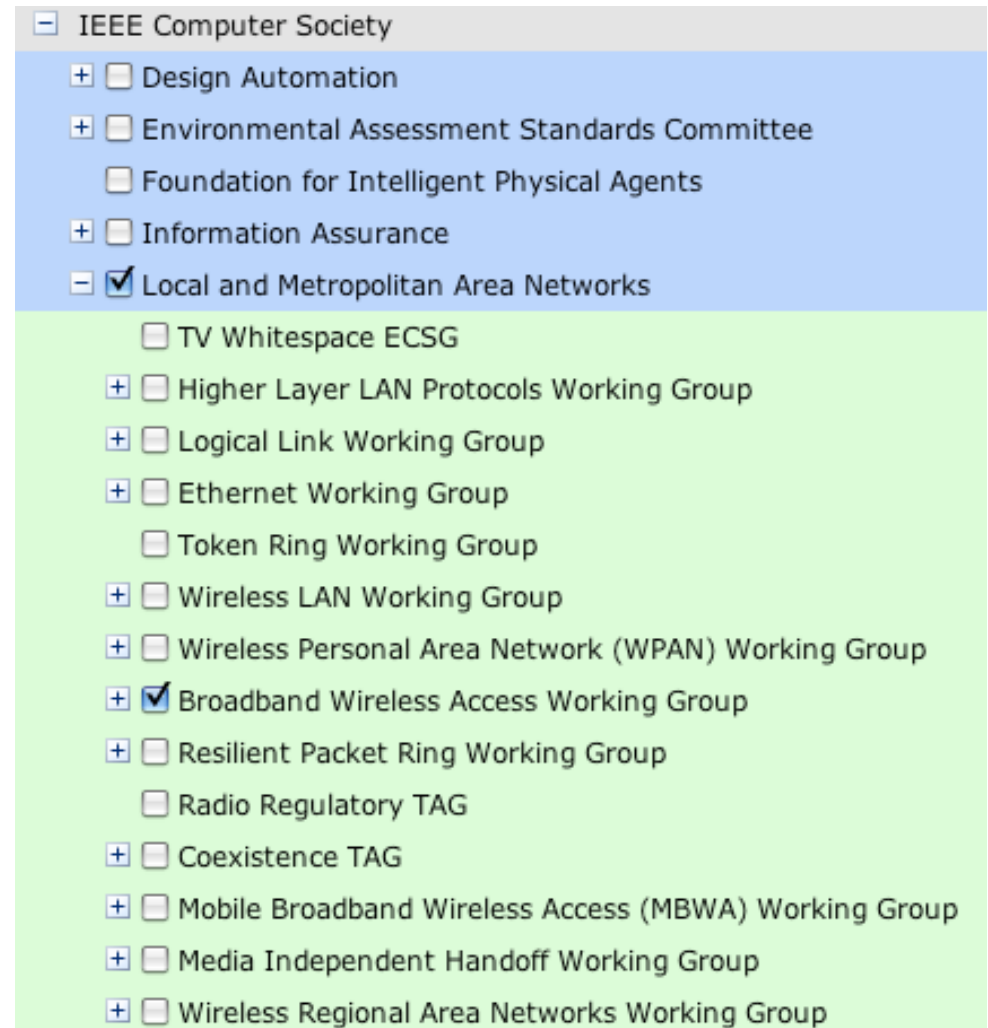 IEEE Computer Society
Design Automation
Environmental Assessment Standards Committee
Foundation for Intelligent Physical Agents
Information Assurance
Local and Metropolitan Area Networks
TV Whitespace ECSG
Higher Layer LAN Protocols Working Group
Logical Link Working Group
Ethernet Working Group
Token Ring Working Group
Wireless LAN Working Group
Wireless Personal Area Network (WPAN) Working Group
Broadband Wireless Access Working Group
Resilient Packet Ring Working Group
Radio Regulatory TAG
Coexistence TAG
Mobile Broadband Wireless Access (MBWA) Working Group
Media Independent Handoff Working Group
Wireless Regional Area Networks Working Group